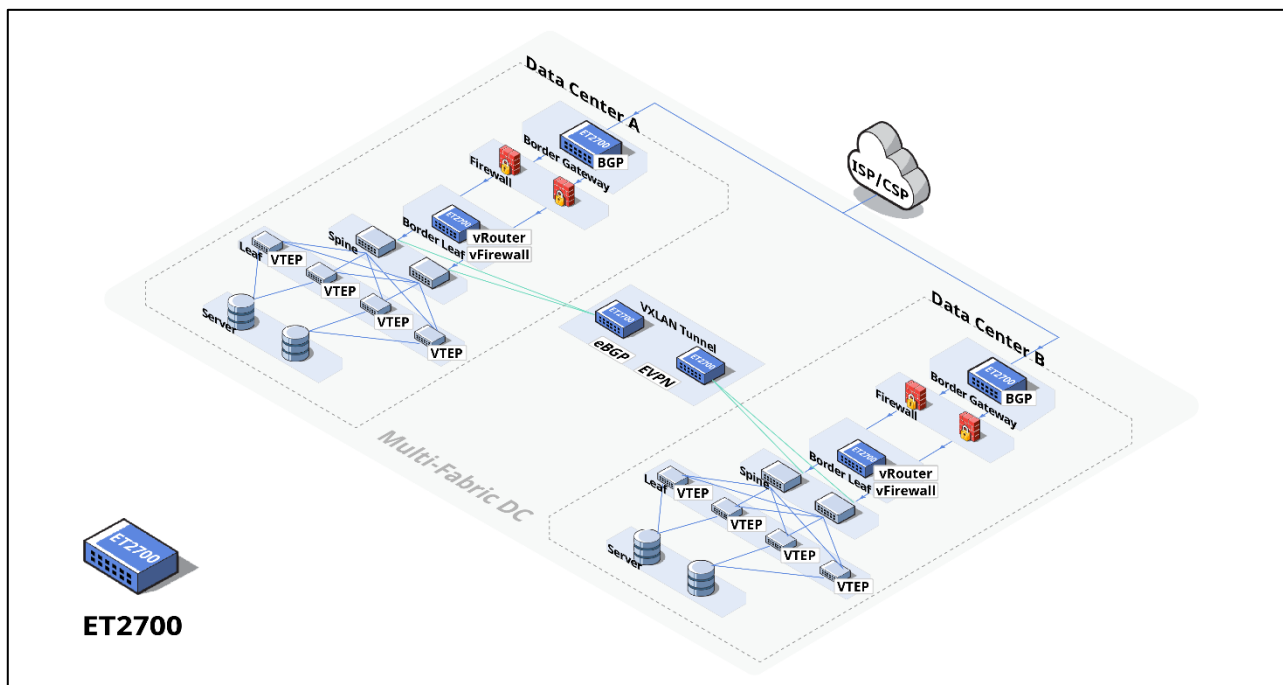 Data Center A
ET2700
BGP
Border Gateway
Firewall
ET2700
Border Leaf
vRouter
vFirewall
Spine
Leaf
VTEP
VTEP
VTEP
VTEP
Server
ISP/CSP
VXLAN Tunnel
ET2700
eBGP
ET2700
EVPN
Data Center B
ET2700
BGP
Border Gateway
Firewall
ET2700
Border Leaf
vRouter
vFirewall
Spine
Leaf
VTEP
VTEP
VTEP
VTEP
Server
Multi-Fabric DC
ET2700
ET2700